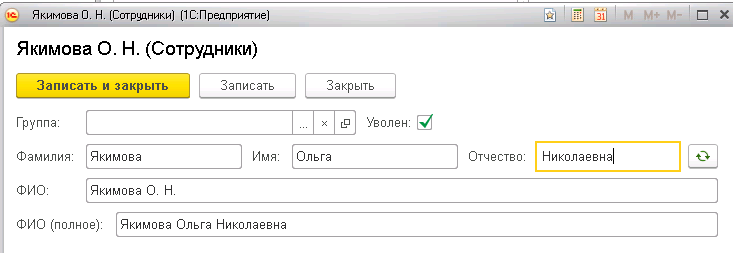 Якимова О. Н. (Сотрудники) (1С:Предприятие)
M M+ M-
Якимова О. Н. (Сотрудники)
Записать и закрыть Записать Закрыть
Группа: ... × Уволен:
Фамилия: Якимова Имя: Ольга Отчество: Николаевна
ФИО: Якимова О. Н.
ФИО (полное): Якимова Ольга Николаевна